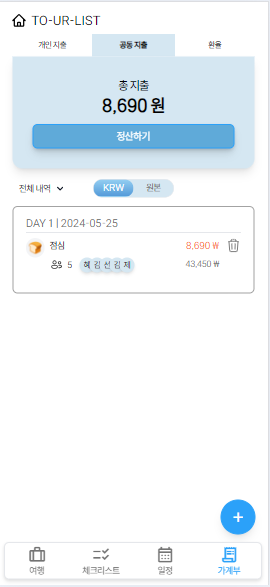 TO-UR-LIST
개인 지출 공동 지출 환율
총 지출
8,690 원
정산하기
전체 내역 KRW 원본
DAY 1 | 2024-05-25
점심 8,690 ₩
5 혜 김 선 김 제 43,450 ₩
+
여행 체크리스트 일정 가계부